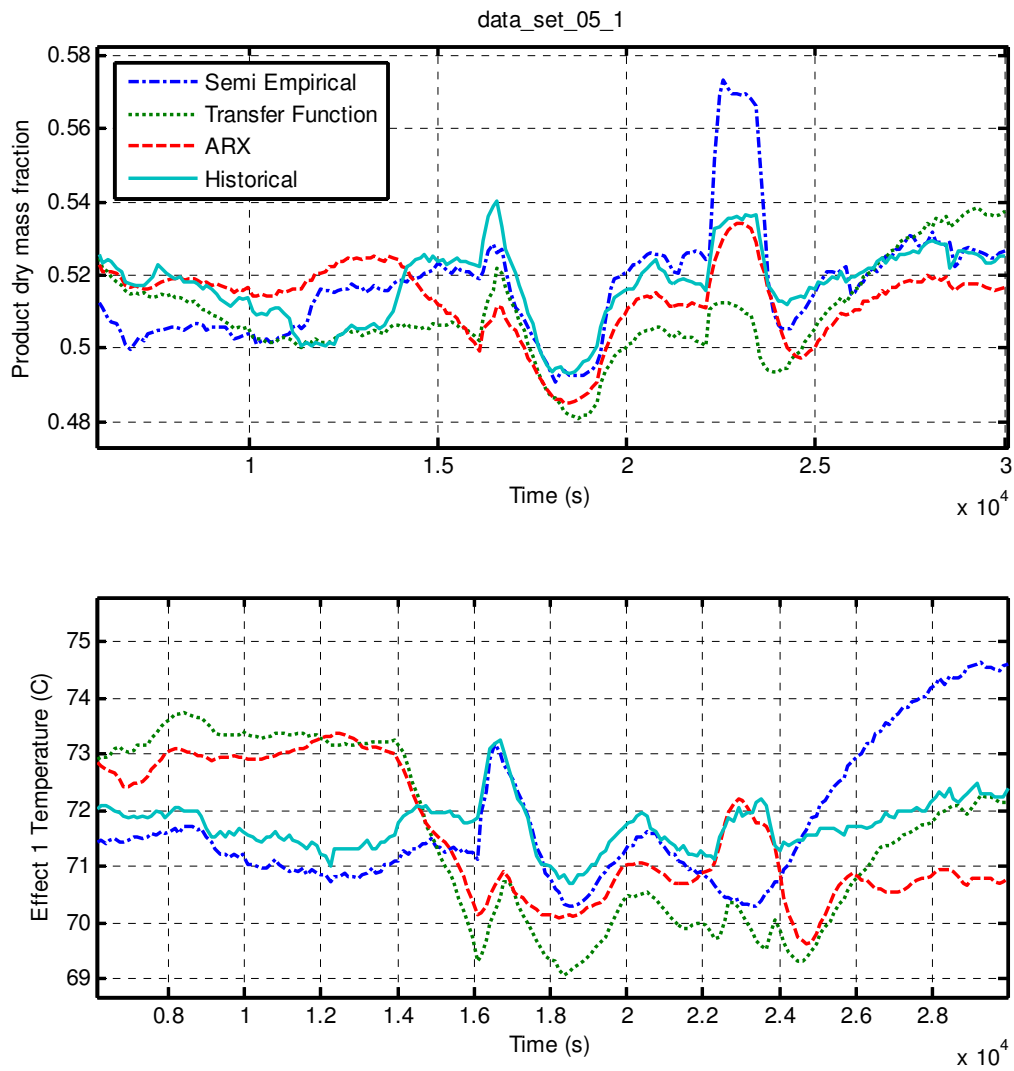 data_set_05_1
0.58
0.56
0.54
0.52
0.5
0.48
Product dry mass fraction
Semi Empirical
Transfer Function
ARX
Historical
1
1.5
2
2.5
3
Time (s)
x 10^4
75
74
73
72
71
70
69
Effect 1 Temperature (C)
0.8
1
1.2
1.4
1.6
1.8
2
2.2
2.4
2.6
2.8
Time (s)
x 10^4